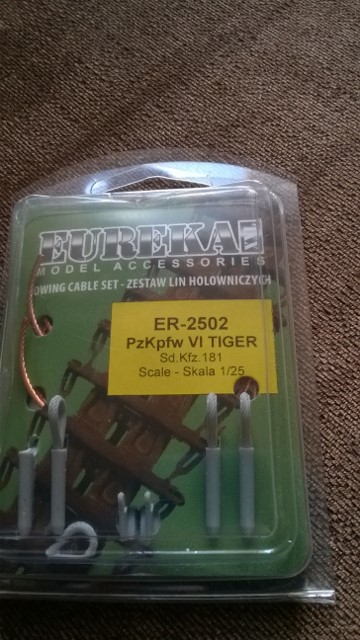 EUREKA
MODEL ACCESSORIES
OWING CABLE SET - ZESTAW LIN HOLOWNICZYCH
ER-2502
PzKpfw VI TIGER
Sd.Kfz.181
Scale - Skala 1/25